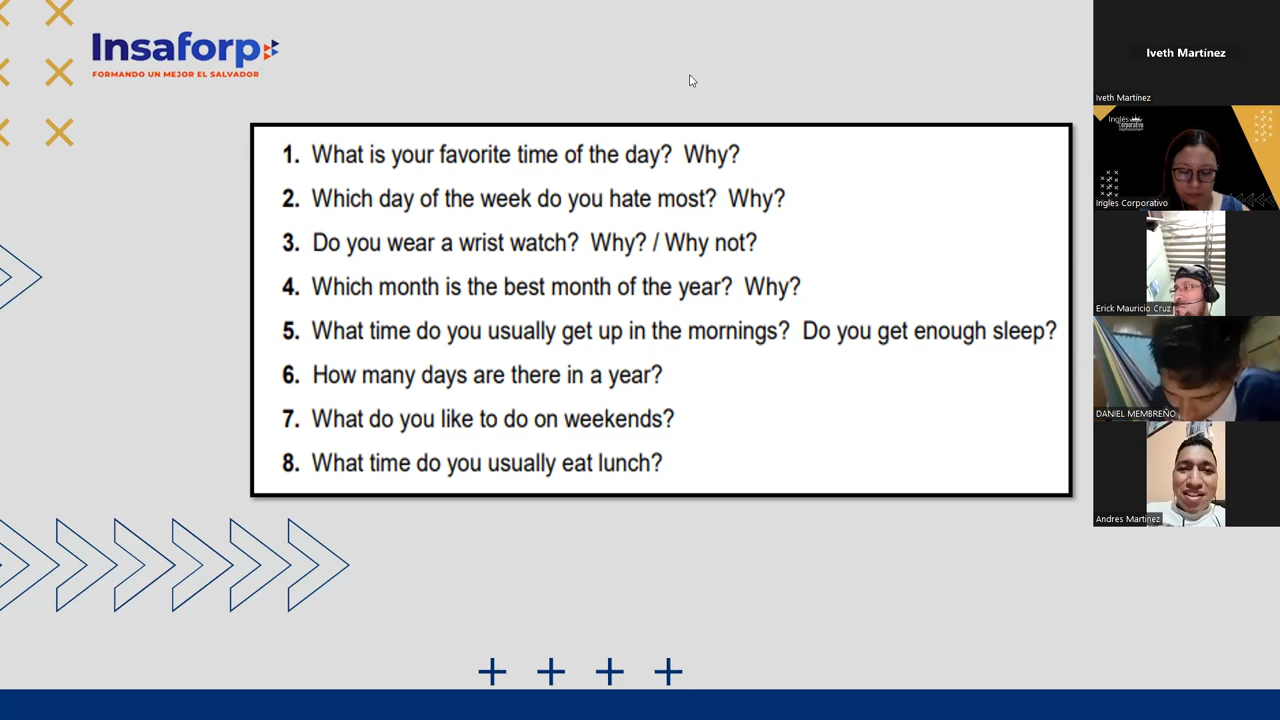 Insaforp
FORMANDO UN MEJOR EL SALVADOR
1. What is your favorite time of the day? Why?
2. Which day of the week do you hate most? Why?
3. Do you wear a wrist watch? Why? / Why not?
4. Which month is the best month of the year? Why?
5. What time do you usually get up in the mornings? Do you get enough sleep?
6. How many days are there in a year?
7. What do you like to do on weekends?
8. What time do you usually eat lunch?
Iveth Martínez
Iveth Martínez
Inglés
Corporativo
Ingles Corporativo
Erick Mauricio Cruz
DANIEL MEMBREÑO
Andres Martinez